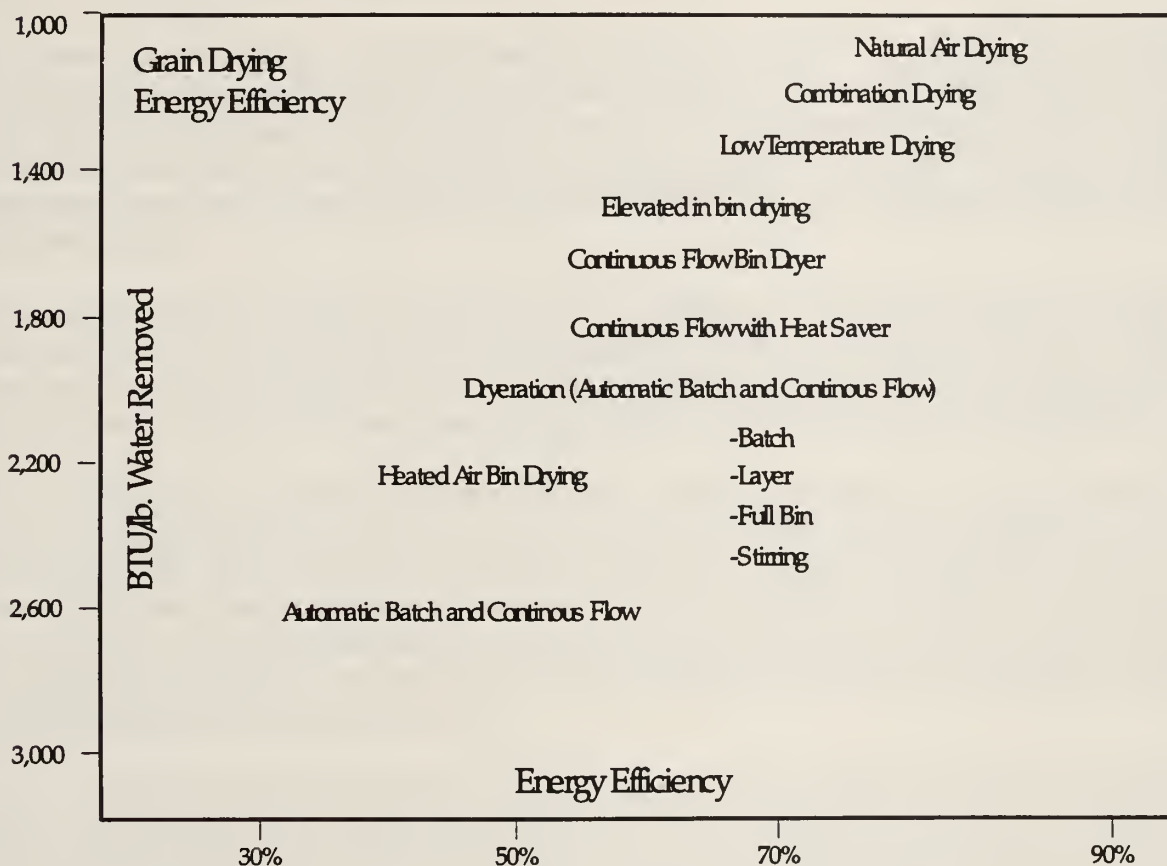 1,000
Grain Drying
Energy Efficiency
Natural Air Drying
Combination Drying
Low Temperature Drying
1,400
Elevated in bin drying
Continuous Flow Bin Dryer
1,800
Continuous Flow with Heat Saver
Dryeration (Automatic Batch and Continous Flow)
BTU/lb. Water Removed
-Batch
2,200
Heated Air Bin Drying
-Layer
-Full Bin
-Stirring
2,600
Automatic Batch and Continous Flow
3,000
Energy Efficiency
30%
50%
70%
90%